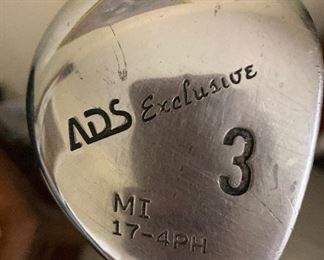 ADS Exclusive
3
MI
17-4PH